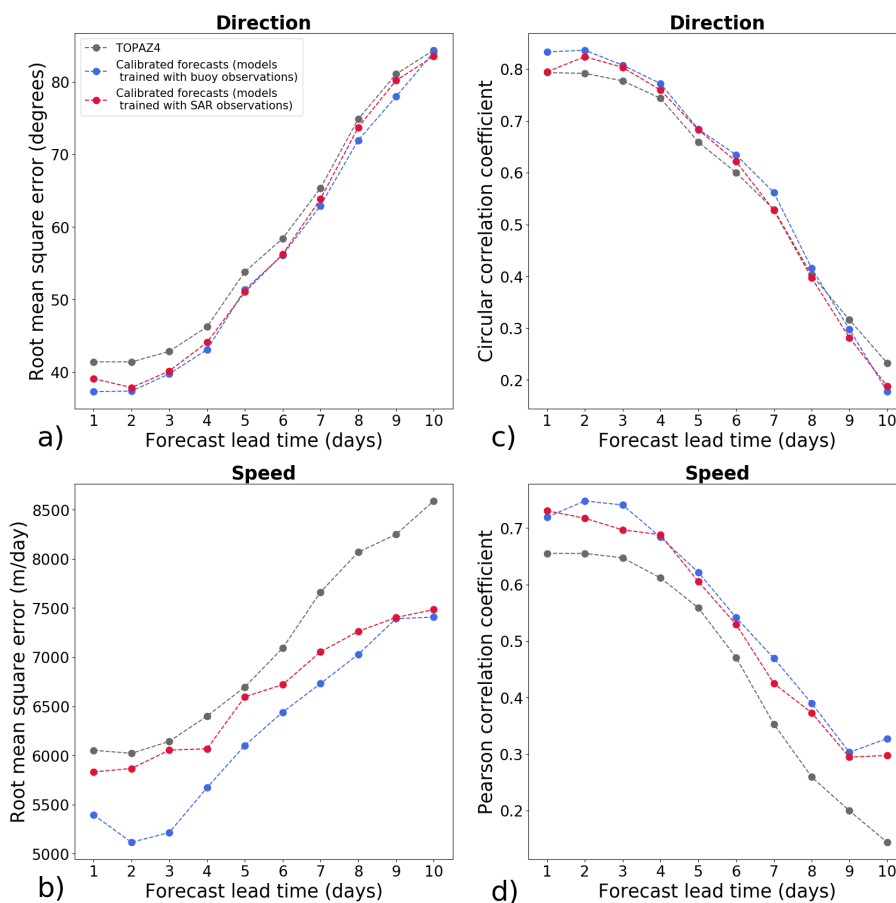 Direction
Root mean square error (degrees)
80
70
60
50
40
TOPAZ4
Calibrated forecasts (models
trained with buoy observations)
Calibrated forecasts (models
trained with SAR observations)
1 2 3 4 5 6 7 8 9 10
a) Forecast lead time (days)
Direction
Circular correlation coefficient
0.8
0.7
0.6
0.5
0.4
0.3
0.2
1 2 3 4 5 6 7 8 9 10
c) Forecast lead time (days)
Speed
Root mean square error (m/day)
8500
8000
7500
7000
6500
6000
5500
5000
1 2 3 4 5 6 7 8 9 10
b) Forecast lead time (days)
Speed
Pearson correlation coefficient
0.7
0.6
0.5
0.4
0.3
0.2
1 2 3 4 5 6 7 8 9 10
d) Forecast lead time (days)